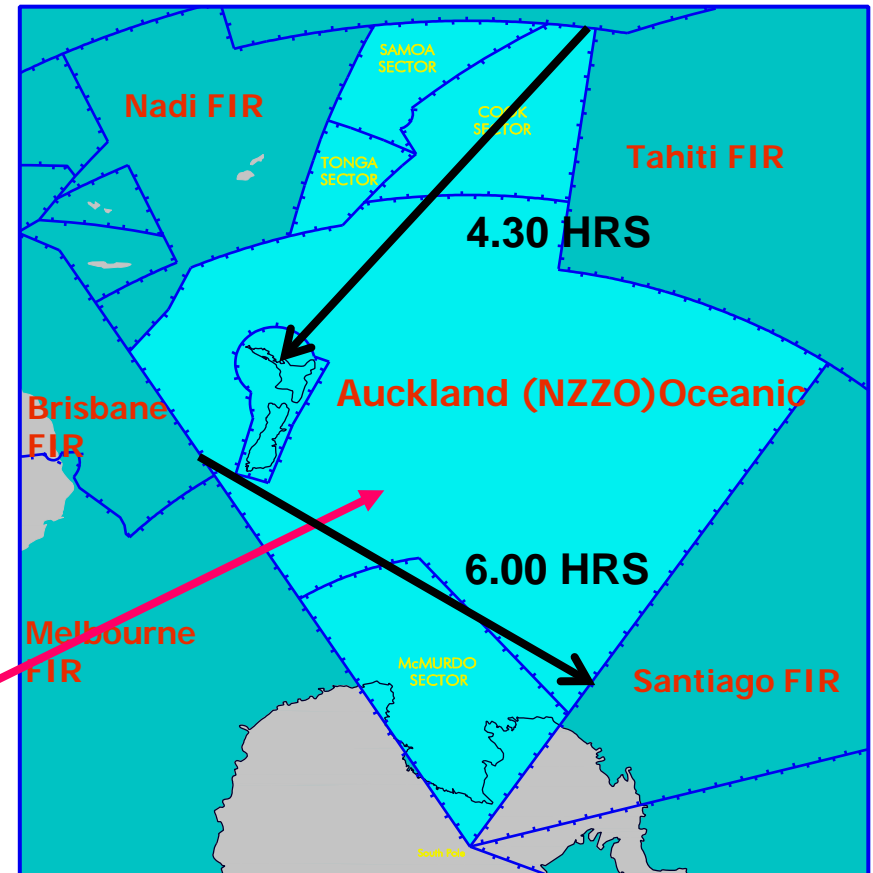 SAMOA
SECTOR
Nadi FIR
COOK
SECTOR
TONGA
SECTOR
Tahiti FIR
4.30 HRS
Auckland (NZZO)Oceanic
Brisbane
FIR
6.00 HRS
Melbourne
FIR
McMURDO
SECTOR
Santiago FIR
South Pole